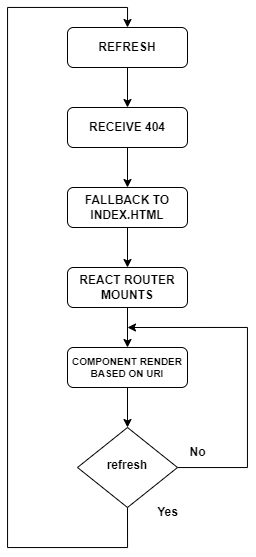 REFRESH
RECEIVE 404
FALLBACK TO
INDEX.HTML
REACT ROUTER
MOUNTS
COMPONENT RENDER
BASED ON URI
refresh
No
Yes